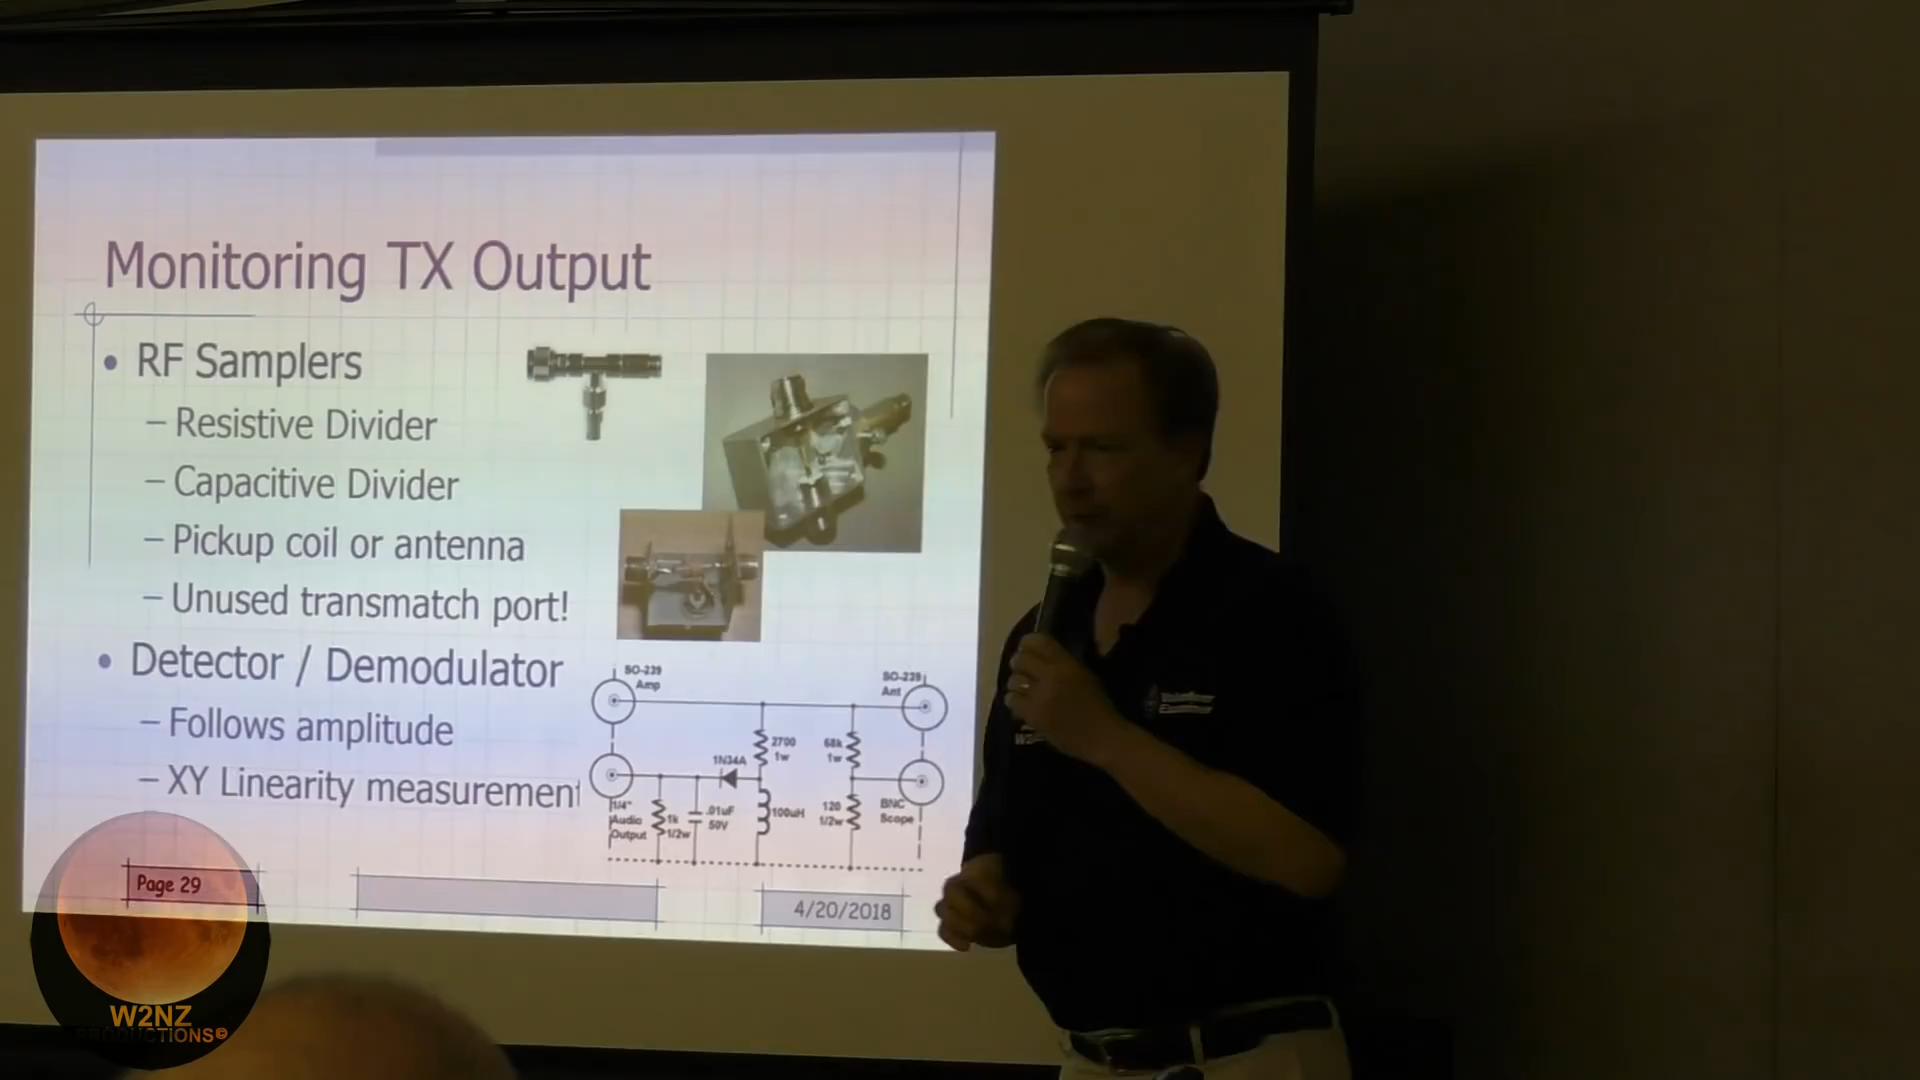 Monitoring TX Output
• RF Samplers
– Resistive Divider
– Capacitive Divider
– Pickup coil or antenna
– Unused transmatch port!
• Detector / Demodulator
– Follows amplitude
– XY Linearity measurement
SO-239
Amp
SO-239
Ant
2700
1w
68k
1w
1N34A
1/4"
Audio
Output
1k
1/2w
.01uF
50V
100uH
120
1/2w
BNC
Scope
Page 29
4/20/2018
W2NZ
PRODUCTIONS©
Volunteer
Examiner